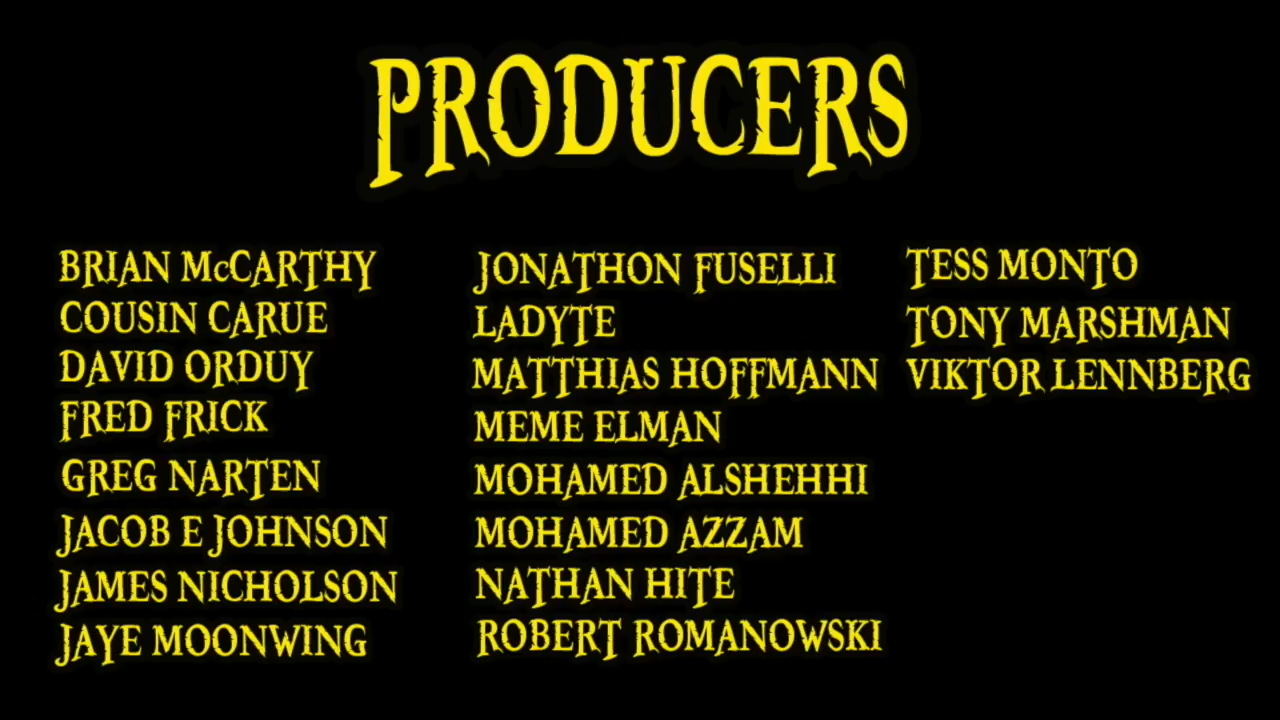 PRODUCERS
BRIAN McCARTHY
COUSIN CARUE
DAVID ORDUY
FRED FRICK
GREG NARTEN
JACOB E JOHNSON
JAMES NICHOLSON
JAYE MOONWING
JONATHON FUSELLI
LADYTE
MATTHIAS HOFFMANN
MEME ELMAN
MOHAMED ALSHEHHI
MOHAMED AZZAM
NATHAN HITE
ROBERT ROMANOWSKI
TESS MONTO
TONY MARSHMAN
VIKTOR LENNBERG